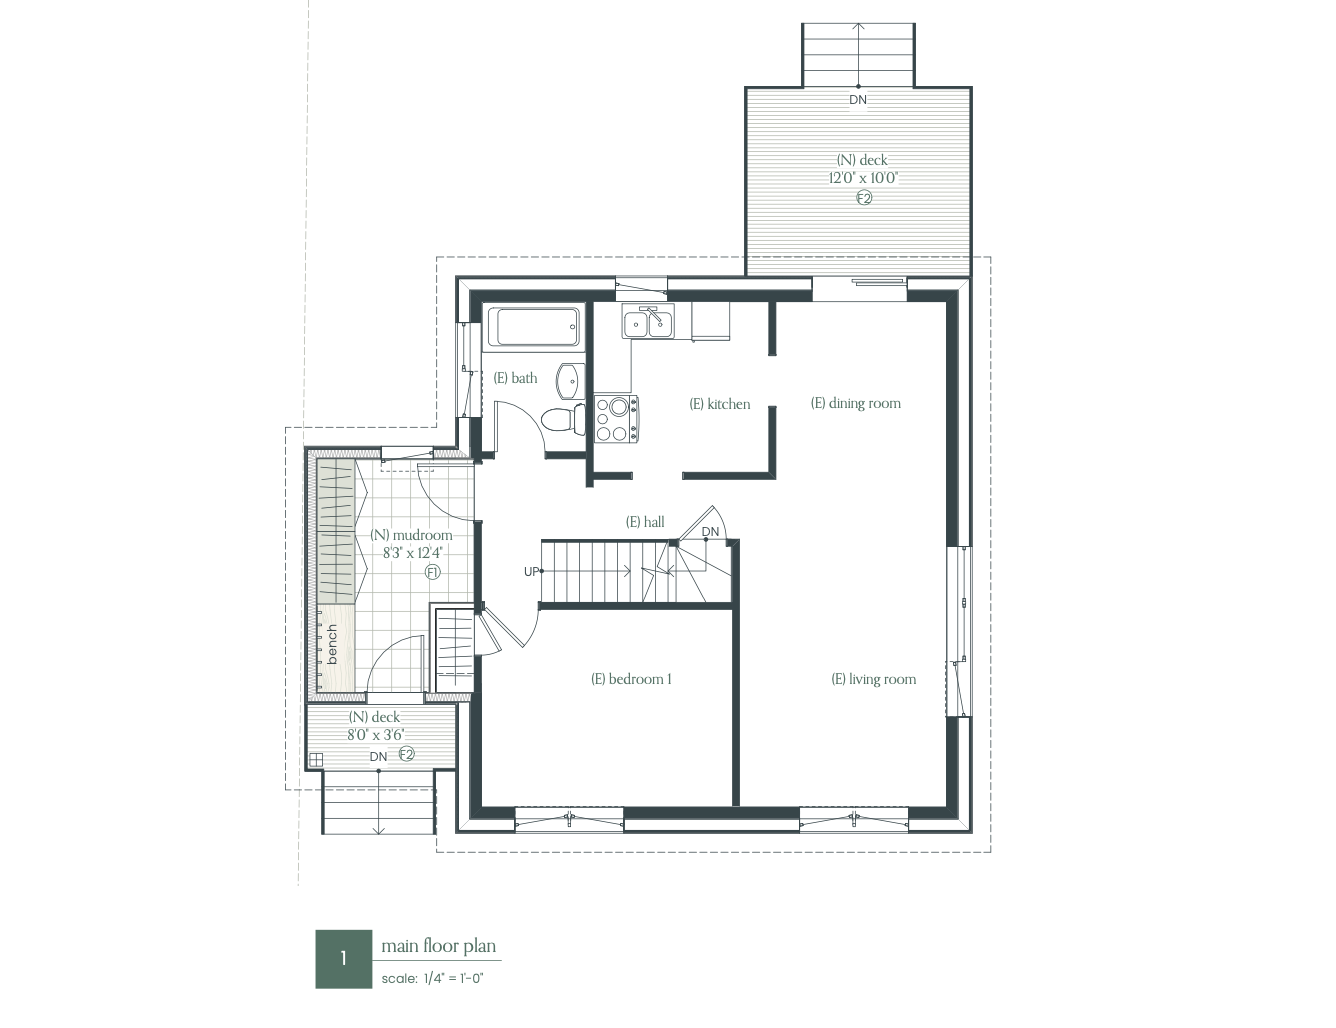 DN
(N) deck
12'0" x 10'0"
F2
(E) bath
(E) kitchen
(E) dining room
(E) hall
DN
(N) mudroom
8'3" x 12'4"
F1
UP
bench
(E) bedroom 1
(E) living room
(N) deck
8'0" x 3'6"
DN
F2
1
main floor plan
scale: 1/4" = 1'-0"